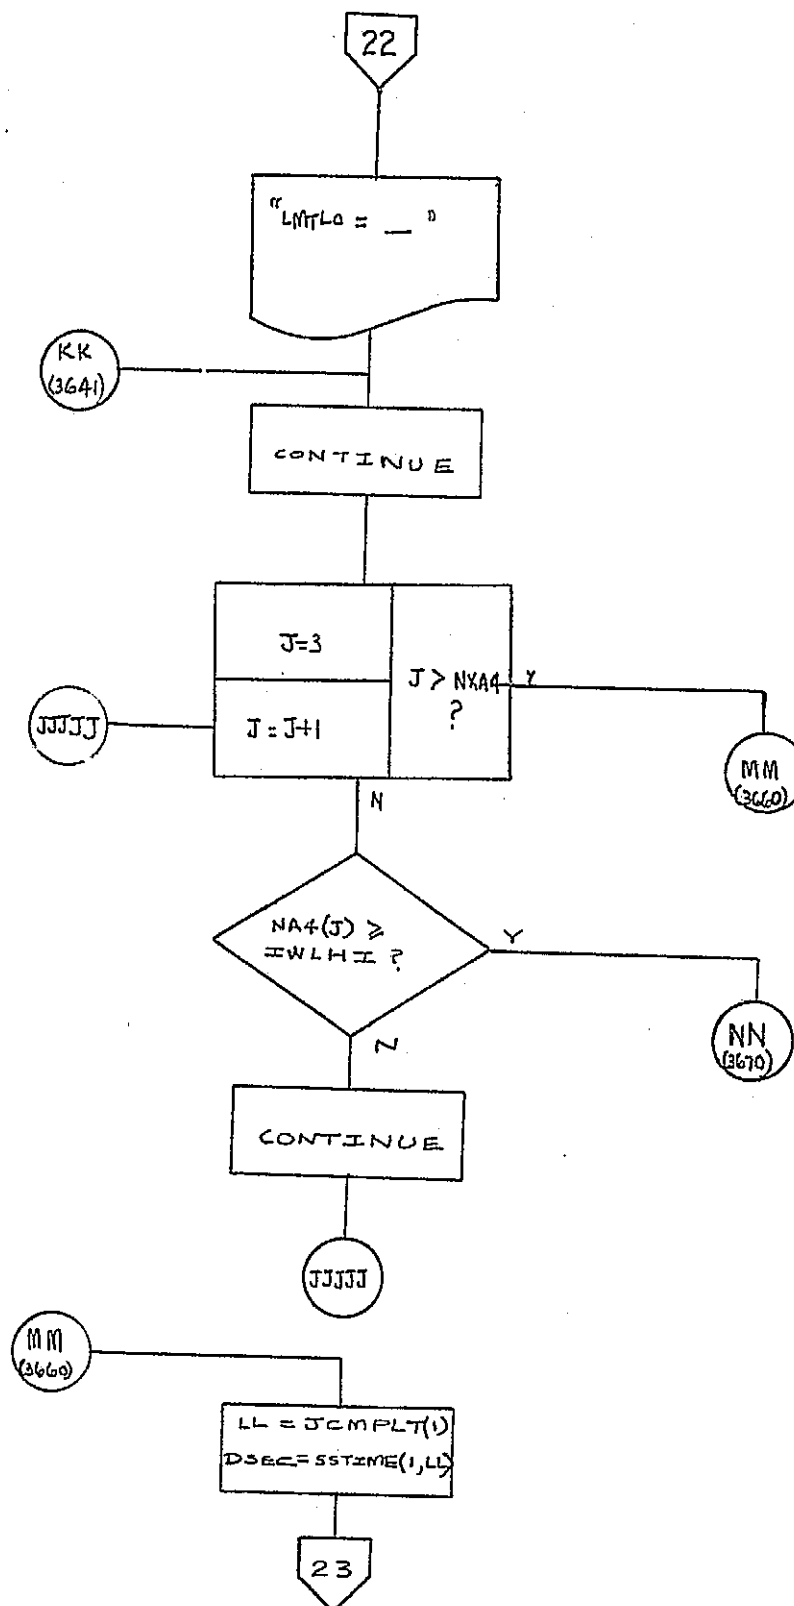 22
"LMTLO = __ "
KK
(3641)
CONTINUE
J=3
J > NXA4
?
Y
JJJJJ
J = J+1
MM
(3660)
N
NA4(J) ≥
IWLHI ?
Y
N
NN
(3670)
CONTINUE
JJJJJ
MM
(3660)
LL = JCMPLT(1)
DSEC=SSTIME(1,LL)
23